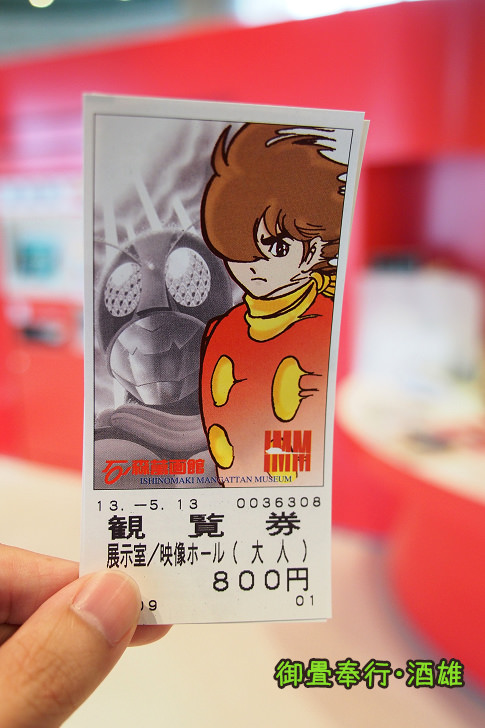 石ノ森萬画館
ISHINOMAKI MANGATTAN MUSEUM
13.-5.13 0036308
観覧券
展示室/映像ホール(大人)
800円
09 01
御畳奉行・酒雄